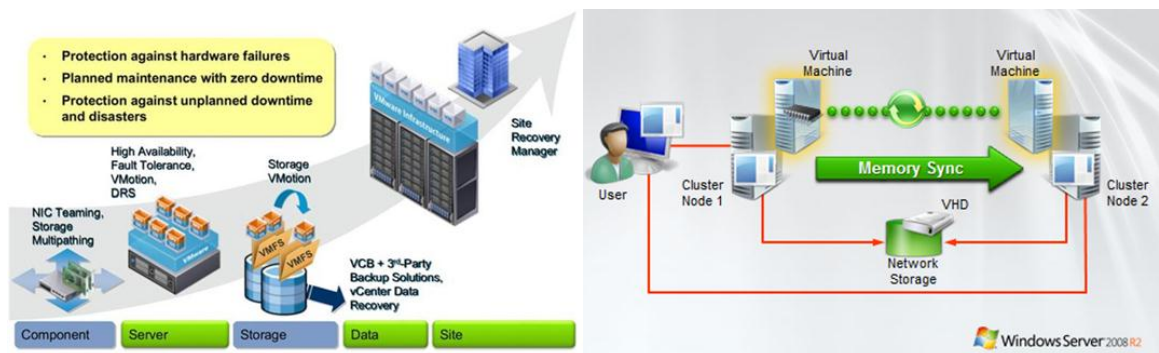 · Protection against hardware failures
· Planned maintenance with zero downtime
· Protection against unplanned downtime
and disasters
High Availability,
Fault Tolerance,
VMotion,
DRS
Storage
VMotion
VMware Infrastructure
Site
Recovery
Manager
NIC Teaming,
Storage
Multipathing
VMware
VMFS
VMFS
VCB + 3rd-Party
Backup Solutions,
vCenter Data
Recovery
Component
Server
Storage
Data
Site
Virtual
Machine
Virtual
Machine
User
Cluster
Node 1
Memory Sync
Cluster
Node 2
VHD
Network
Storage
Windows Server 2008 R2